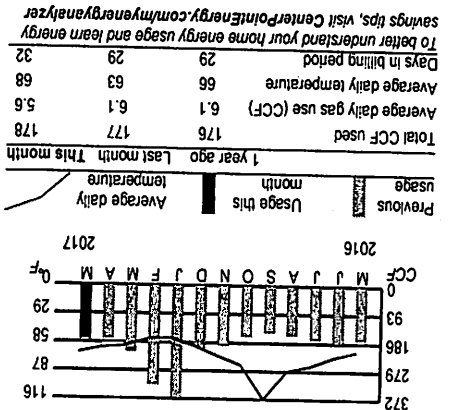 372 116
279 87
186 58
93 29
0
CCF M J J A S O N D J F M A M 0°F
2016 2017
Previous usage
Usage this month
Average daily temperature
1 year ago Last month This month
Total CCF used 176 177 178
Average daily gas use (CCF) 6.1 6.1 5.6
Average daily temperature 66 63 68
Days in billing period 29 29 32
To better understand your home energy usage and learn energy
savings tips, visit CenterPointEnergy.com/myenergyanalyzer